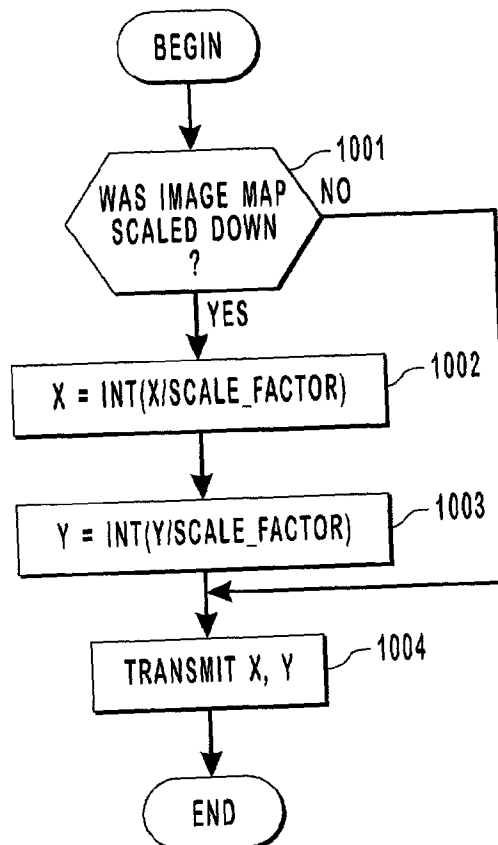 BEGIN
1001
WAS IMAGE MAP
SCALED DOWN
?
NO
YES
1002
X = INT(X/SCALE_FACTOR)
1003
Y = INT(Y/SCALE_FACTOR)
1004
TRANSMIT X, Y
END